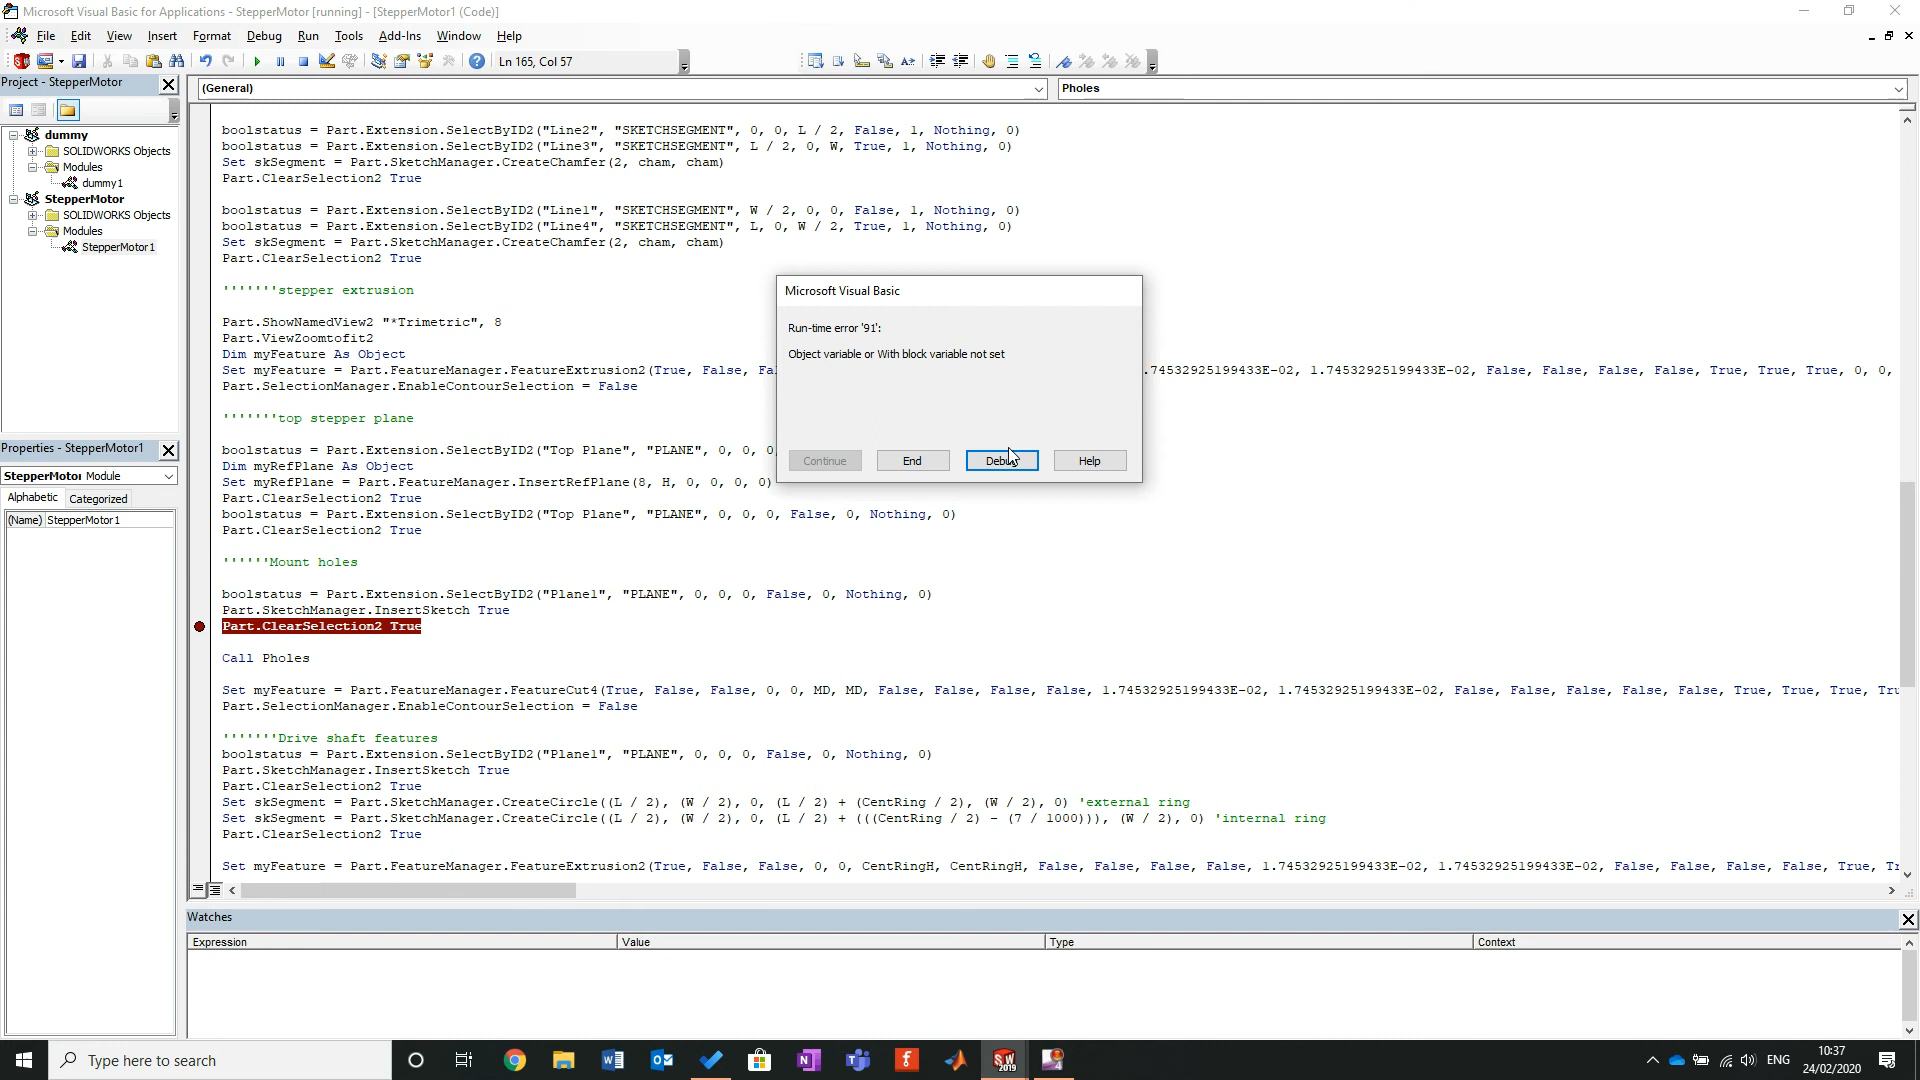 Microsoft Visual Basic for Applications - StepperMotor [running] - [StepperMotor1 (Code)]
File Edit View Insert Format Debug Run Tools Add-Ins Window Help
Ln 165, Col 57
Project - StepperMotor
(General)
Pholes
dummy
SOLIDWORKS Objects
Modules
dummy1
StepperMotor
SOLIDWORKS Objects
Modules
StepperMotor1
Properties - StepperMotor1
StepperMotor Module
Alphabetic Categorized
(Name) StepperMotor1
boolstatus = Part.Extension.SelectByID2("Line2", "SKETCHSEGMENT", 0, 0, L / 2, False, 1, Nothing, 0)
boolstatus = Part.Extension.SelectByID2("Line3", "SKETCHSEGMENT", L / 2, 0, W, True, 1, Nothing, 0)
Set skSegment = Part.SketchManager.CreateChamfer(2, cham, cham)
Part.ClearSelection2 True
boolstatus = Part.Extension.SelectByID2("Line1", "SKETCHSEGMENT", W / 2, 0, 0, False, 1, Nothing, 0)
boolstatus = Part.Extension.SelectByID2("Line4", "SKETCHSEGMENT", L, 0, W / 2, True, 1, Nothing, 0)
Set skSegment = Part.SketchManager.CreateChamfer(2, cham, cham)
Part.ClearSelection2 True
'''''''stepper extrusion
Part.ShowNamedView2 "*Trimetric", 8
Part.ViewZoomtofit2
Dim myFeature As Object
Set myFeature = Part.FeatureManager.FeatureExtrusion2(True, False, Fa .74532925199433E-02, 1.74532925199433E-02, False, False, False, False, True, True, True, 0, 0,
Part.SelectionManager.EnableContourSelection = False
'''''''top stepper plane
boolstatus = Part.Extension.SelectByID2("Top Plane", "PLANE", 0, 0, 0
Dim myRefPlane As Object
Set myRefPlane = Part.FeatureManager.InsertRefPlane(8, H, 0, 0, 0, 0)
Part.ClearSelection2 True
boolstatus = Part.Extension.SelectByID2("Top Plane", "PLANE", 0, 0, 0, False, 0, Nothing, 0)
Part.ClearSelection2 True
''''''Mount holes
boolstatus = Part.Extension.SelectByID2("Plane1", "PLANE", 0, 0, 0, False, 0, Nothing, 0)
Part.SketchManager.InsertSketch True
Part.ClearSelection2 True
Call Pholes
Set myFeature = Part.FeatureManager.FeatureCut4(True, False, False, 0, 0, MD, MD, False, False, False, False, 1.74532925199433E-02, 1.74532925199433E-02, False, False, False, False, False, True, True, True, Tru
Part.SelectionManager.EnableContourSelection = False
'''''''Drive shaft features
boolstatus = Part.Extension.SelectByID2("Plane1", "PLANE", 0, 0, 0, False, 0, Nothing, 0)
Part.SketchManager.InsertSketch True
Part.ClearSelection2 True
Set skSegment = Part.SketchManager.CreateCircle((L / 2), (W / 2), 0, (L / 2) + (CentRing / 2), (W / 2), 0) 'external ring
Set skSegment = Part.SketchManager.CreateCircle((L / 2), (W / 2), 0, (L / 2) + (((CentRing / 2) - (7 / 1000))), (W / 2), 0) 'internal ring
Part.ClearSelection2 True
Set myFeature = Part.FeatureManager.FeatureExtrusion2(True, False, False, 0, 0, CentRingH, CentRingH, False, False, False, False, 1.74532925199433E-02, 1.74532925199433E-02, False, False, False, False, True, Tr
Microsoft Visual Basic
Run-time error '91':
Object variable or With block variable not set
Continue End Debug Help
Watches
Expression Value Type Context
Type here to search
ENG
10:37
24/02/2020